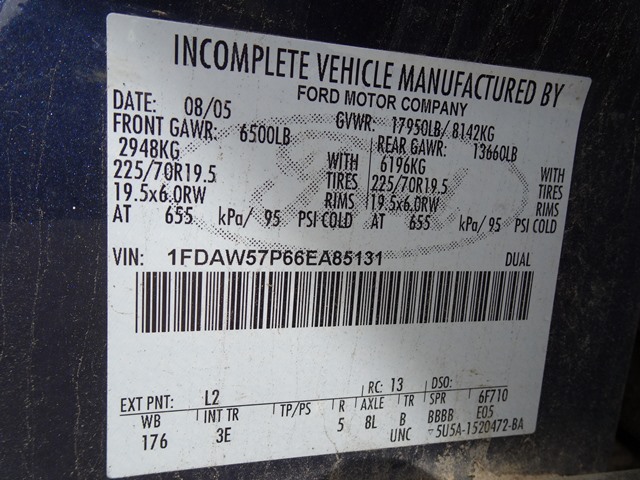 INCOMPLETE VEHICLE MANUFACTURED BY
FORD MOTOR COMPANY
DATE: 08/05 GVWR: 17950LB/ 8142KG
FRONT GAWR: 6500LB REAR GAWR: 13660LB
2948KG WITH 6196KG WITH
225/70R19.5 TIRES 225/70R19.5 TIRES
19.5x6.0RW RIMS 19.5x6.0RW RIMS
AT 655 kPa/ 95 PSI COLD AT 655 kPa/ 95 PSI COLD
VIN: 1FDAW57P66EA85131 DUAL
EXT PNT: L2 RC: 13 DSO:
WB INT TR TP/PS R AXLE TR SPR 6F710
176 3E 5 8L B BBBB E05
UNC 5U5A-1520472-BA